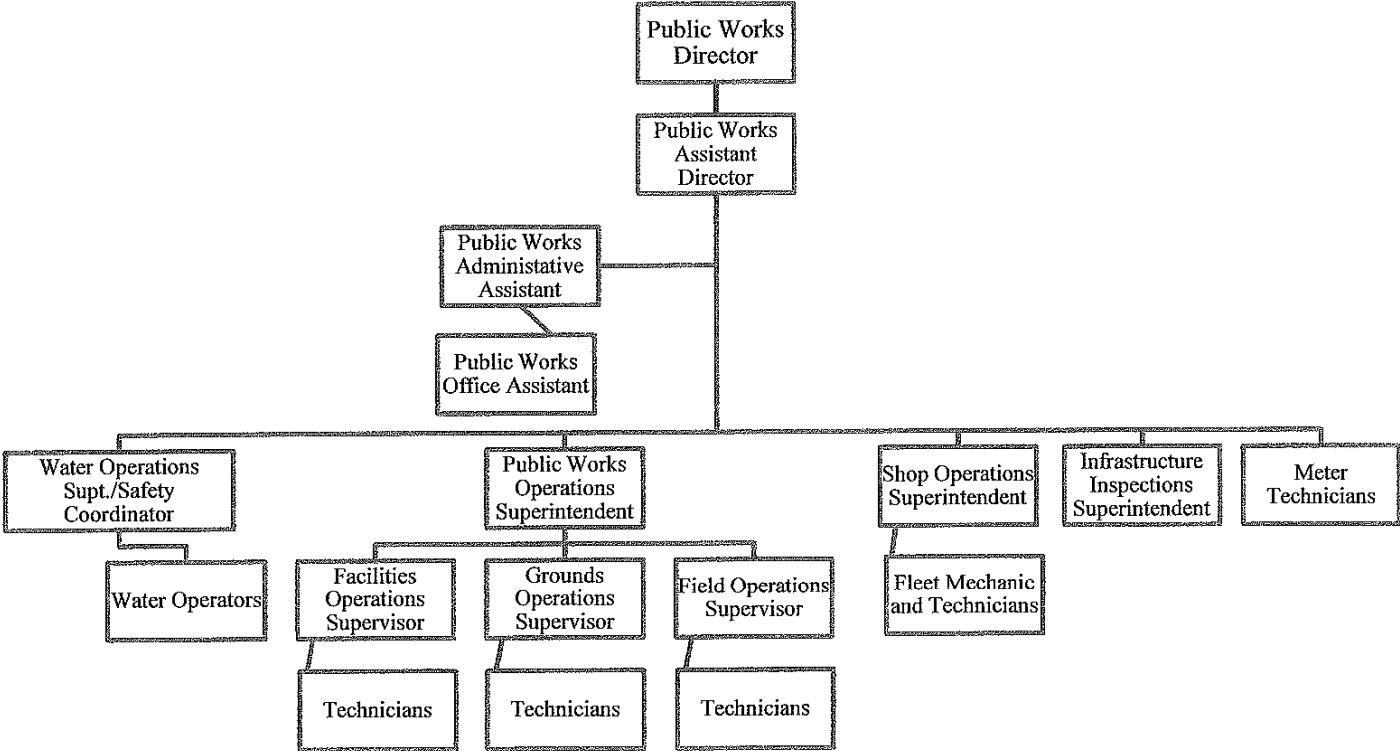 Public Works
Director
Public Works
Assistant
Director
Public Works
Administative
Assistant
Public Works
Office Assistant
Water Operations
Supt./Safety
Coordinator
Public Works
Operations
Superintendent
Shop Operations
Superintendent
Infrastructure
Inspections
Superintendent
Meter
Technicians
Water Operators
Facilities
Operations
Supervisor
Grounds
Operations
Supervisor
Field Operations
Supervisor
Fleet Mechanic
and Technicians
Technicians
Technicians
Technicians